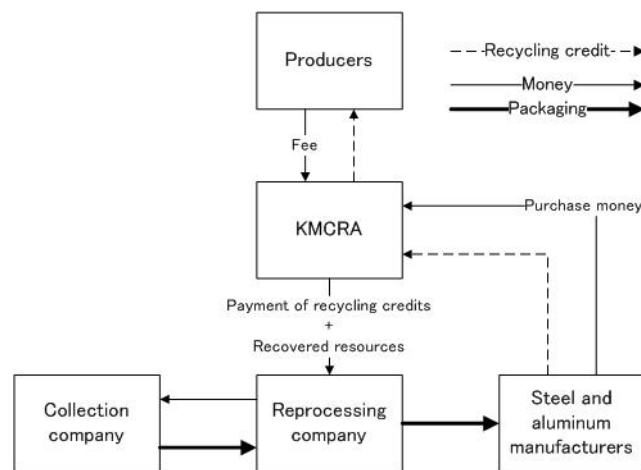 Producers
Recycling credit
Money
Packaging
Fee
KMCRA
Purchase money
Payment of recycling credits
+
Recovered resources
Collection
company
Reprocessing
company
Steel and
aluminum
manufacturers